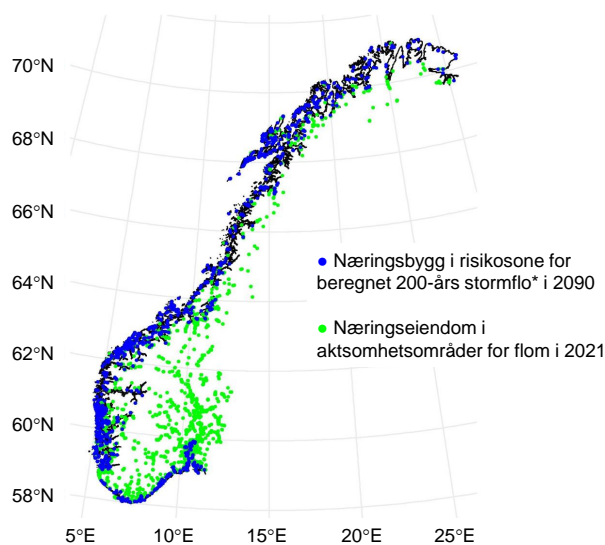 70°N
68°N
66°N
64°N
62°N
60°N
58°N
• Næringsbygg i risikosone for
beregnet 200-års stormflo* i 2090
• Næringseiendom i
aktsomhetsområder for flom i 2021
5°E 10°E 15°E 20°E 25°E